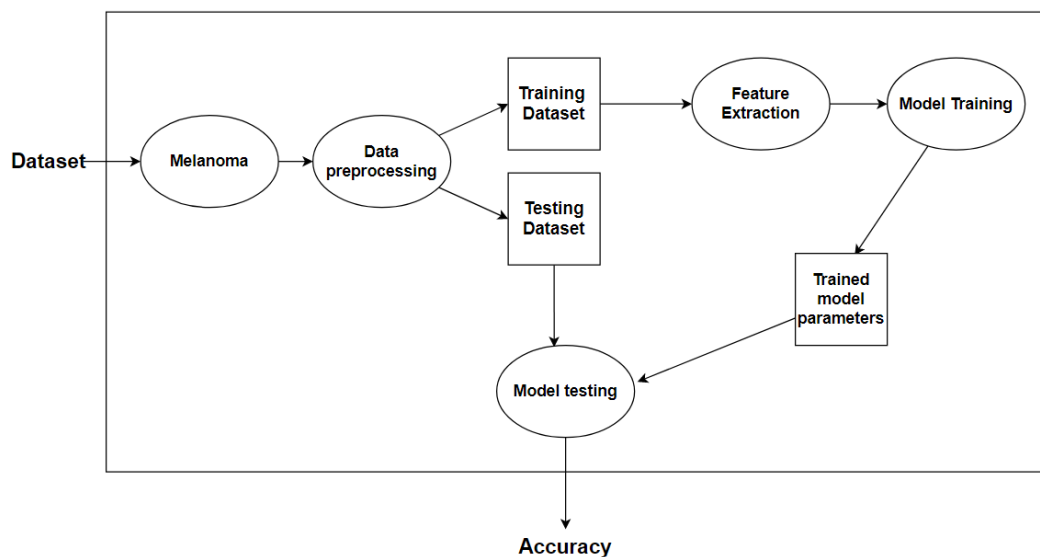 Dataset
Melanoma
Data
preprocessing
Training
Dataset
Feature
Extraction
Model Training
Testing
Dataset
Trained
model
parameters
Model testing
Accuracy